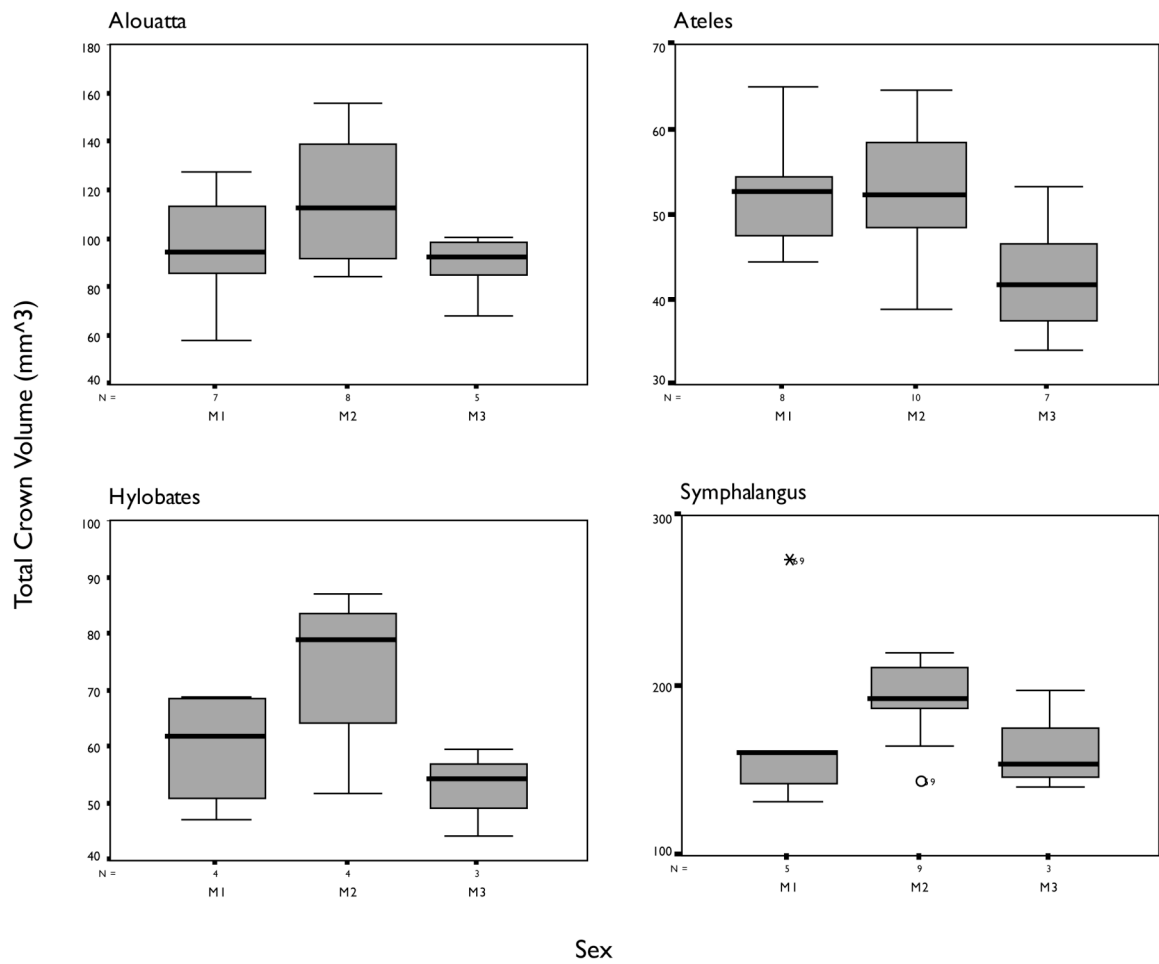 Total Crown Volume (mm^3)
Alouatta
180
160
140
120
100
80
60
40
N =
7
8
5
M1
M2
M3
Ateles
70
60
50
40
30
N =
8
10
7
M1
M2
M3
Hylobates
100
90
80
70
60
50
40
N =
4
4
3
M1
M2
M3
Symphalangus
300
200
100
N =
5
9
3
M1
M2
M3
Sex